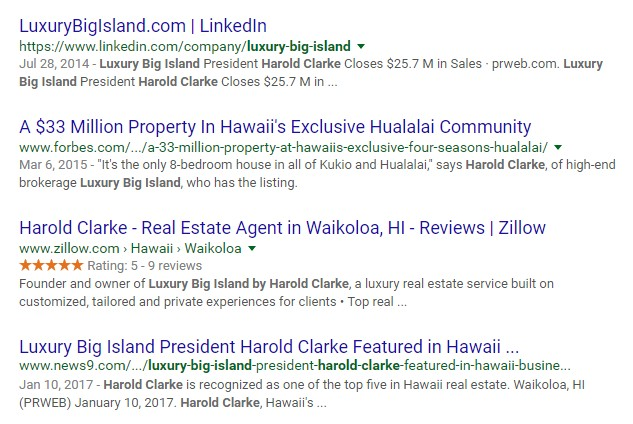 LuxuryBigIsland.com | LinkedIn
https://www.linkedin.com/company/luxury-big-island
Jul 28, 2014 - Luxury Big Island President Harold Clarke Closes $25.7 M in Sales · prweb.com. Luxury
Big Island President Harold Clarke Closes $25.7 M in ...
A $33 Million Property In Hawaii's Exclusive Hualalai Community
www.forbes.com/.../a-33-million-property-at-hawaiis-exclusive-four-seasons-hualalai/
Mar 6, 2015 - "It's the only 8-bedroom house in all of Kukio and Hualalai," says Harold Clarke, of high-end
brokerage Luxury Big Island, who has the listing.
Harold Clarke - Real Estate Agent in Waikoloa, HI - Reviews | Zillow
www.zillow.com › Hawaii › Waikoloa
Rating: 5 - 9 reviews
Founder and owner of Luxury Big Island by Harold Clarke, a luxury real estate service built on
customized, tailored and private experiences for clients • Top real ...
Luxury Big Island President Harold Clarke Featured in Hawaii ...
www.news9.com/.../luxury-big-island-president-harold-clarke-featured-in-hawaii-busine...
Jan 10, 2017 - Harold Clarke is recognized as one of the top five in Hawaii real estate. Waikoloa, HI
(PRWEB) January 10, 2017. Harold Clarke, Hawaii's ...